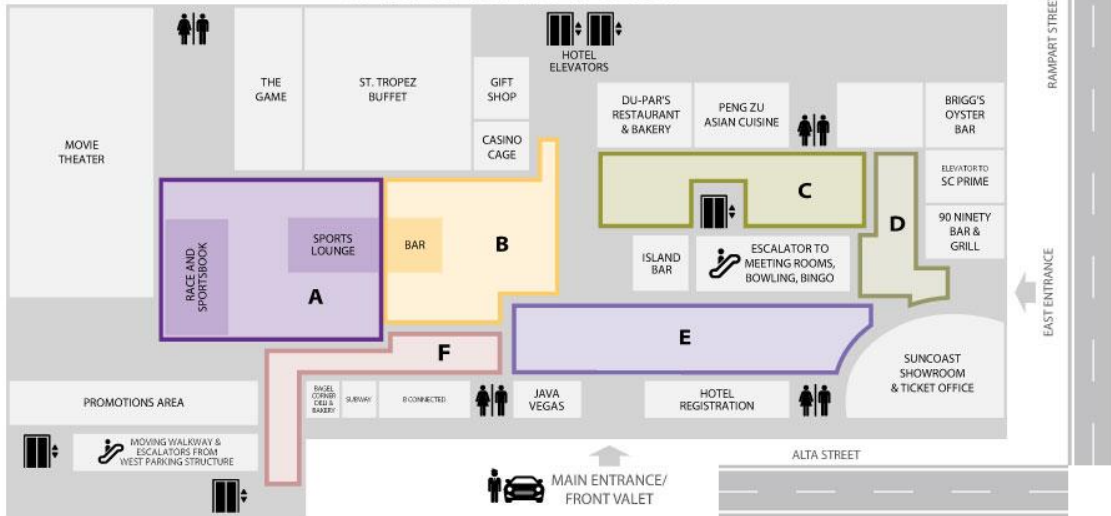 HOTEL
ELEVATORS
RAMPART STREET
THE
GAME
ST. TROPEZ
BUFFET
GIFT
SHOP
CASINO
CAGE
DU-PAR'S
RESTAURANT
& BAKERY
PENG ZU
ASIAN CUISINE
BRIGG'S
OYSTER
BAR
MOVIE
THEATER
ELEVATOR TO
SC PRIME
90 NINETY
BAR &
GRILL
RACE AND
SPORTSBOOK
SPORTS
LOUNGE
A
BAR
B
C
D
ISLAND
BAR
ESCALATOR TO
MEETING ROOMS,
BOWLING, BINGO
EAST ENTRANCE
E
F
SUNCOAST
SHOWROOM
& TICKET OFFICE
PROMOTIONS AREA
BAGEL
CORNER
DELI &
BAKERY
SUBWAY
B CONNECTED
JAVA
VEGAS
HOTEL
REGISTRATION
MOVING WALKWAY &
ESCALATORS FROM
WEST PARKING STRUCTURE
ALTA STREET
MAIN ENTRANCE/
FRONT VALET